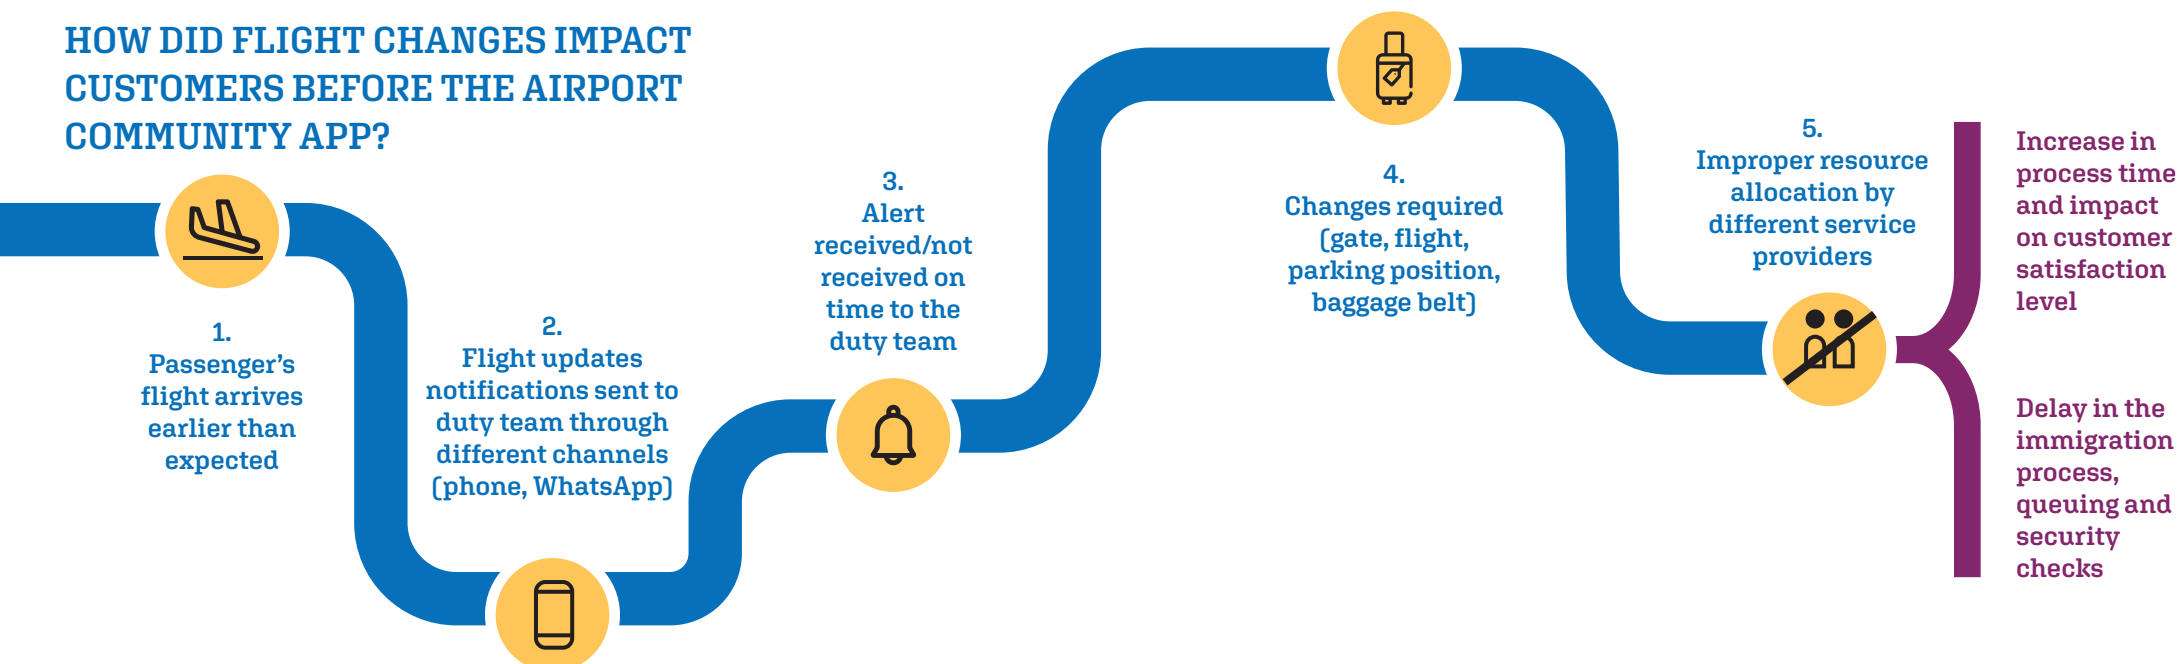 HOW DID FLIGHT CHANGES IMPACT
CUSTOMERS BEFORE THE AIRPORT
COMMUNITY APP?
1.
Passenger’s
flight arrives
earlier than
expected
2.
Flight updates
notifications sent to
duty team through
different channels
(phone, WhatsApp)
3.
Alert
received/not
received on
time to the
duty team
4.
Changes required
(gate, flight,
parking position,
baggage belt)
5.
Improper resource
allocation by
different service
providers
Increase in
process time
and impact
on customer
satisfaction
level
Delay in the
immigration
process,
queuing and
security
checks